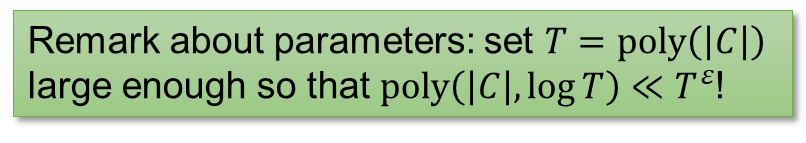 Remark about parameters: set 𝑇 = poly(|𝐶|)
large enough so that poly(|𝐶|, log 𝑇) ≪ 𝑇^𝜀!